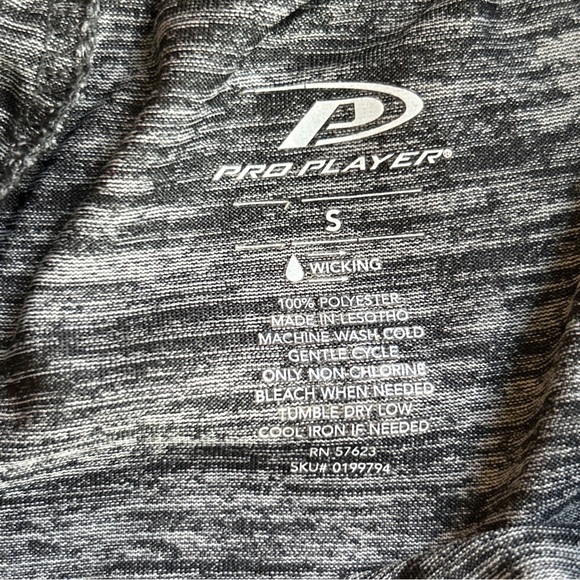 PRO PLAYER®
S
WICKING
100% POLYESTER
MADE IN LESOTHO
MACHINE WASH COLD
GENTLE CYCLE
ONLY NON-CHLORINE
BLEACH WHEN NEEDED
TUMBLE DRY LOW
COOL IRON IF NEEDED
RN 57623
SKU# 0199794